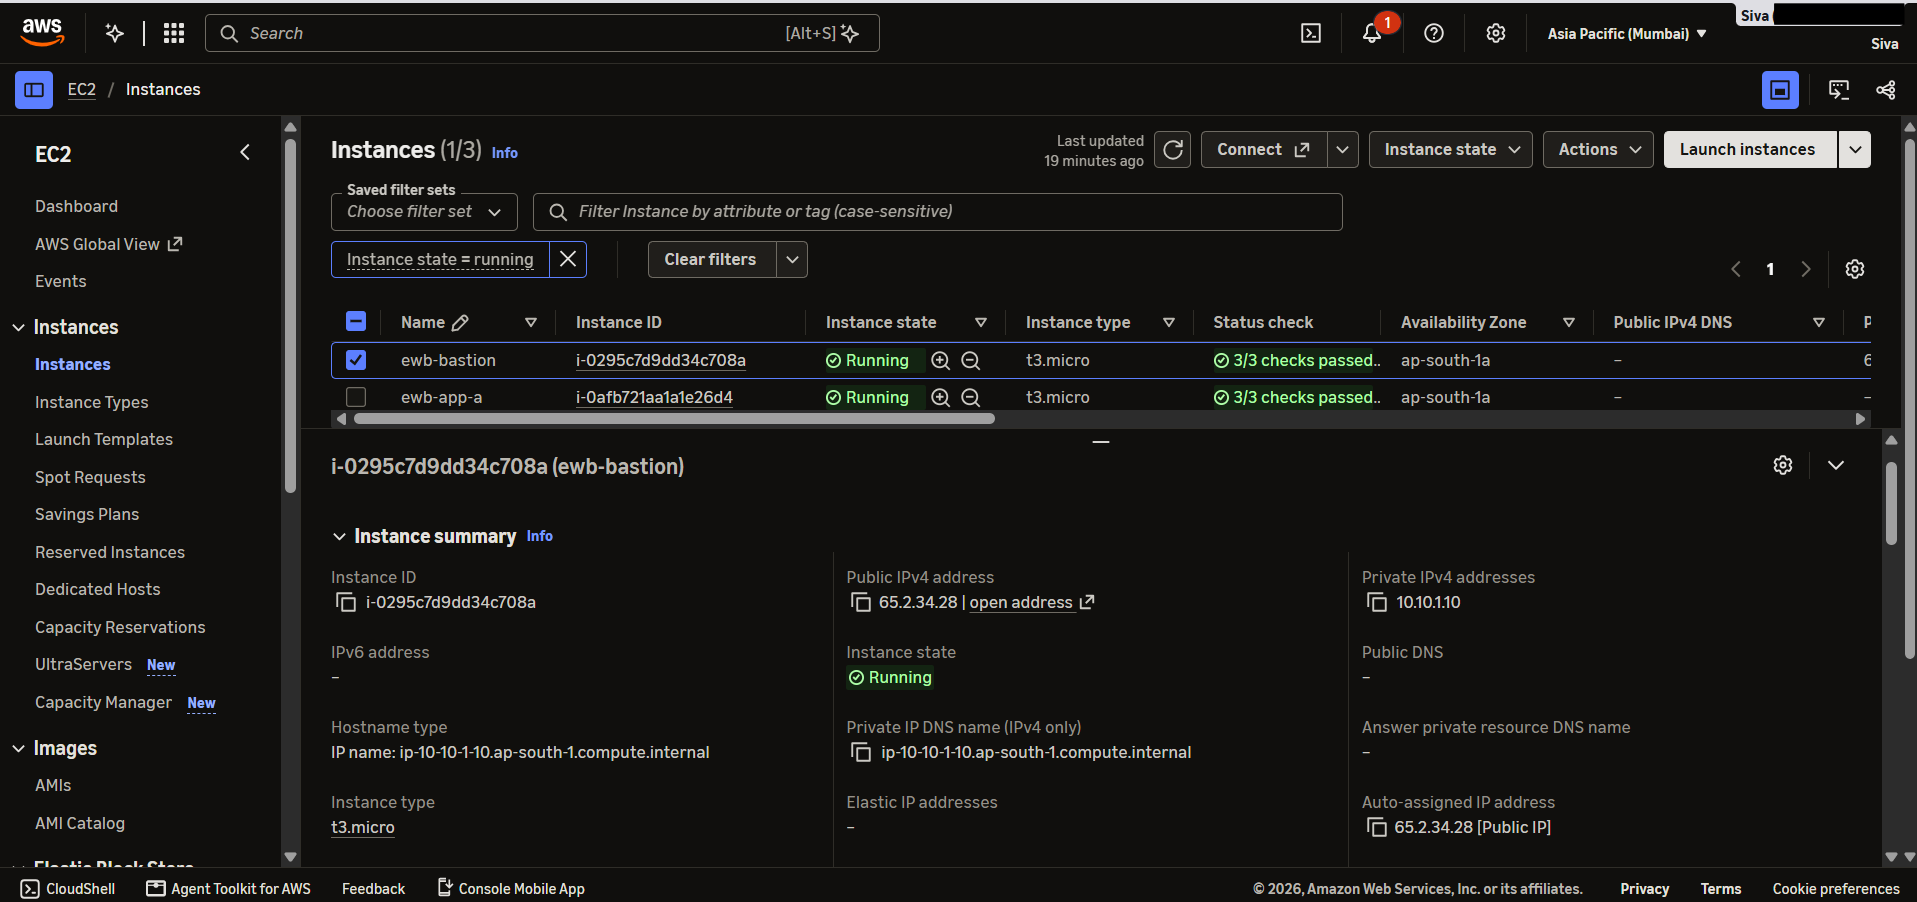 aws
Search [Alt+S]
1
Asia Pacific (Mumbai)
Siva
Siva
EC2 / Instances
EC2
Dashboard
AWS Global View
Events
Instances
Instances
Instance Types
Launch Templates
Spot Requests
Savings Plans
Reserved Instances
Dedicated Hosts
Capacity Reservations
UltraServers New
Capacity Manager New
Images
AMIs
AMI Catalog
Elastic Block Store
Instances (1/3) Info
Last updated
19 minutes ago
Connect
Instance state
Actions
Launch instances
Saved filter sets
Choose filter set
Filter Instance by attribute or tag (case-sensitive)
Instance state = running
Clear filters
1
Name Instance ID Instance state Instance type Status check Availability Zone Public IPv4 DNS P
ewb-bastion i-0295c7d9dd34c708a Running t3.micro 3/3 checks passed.. ap-south-1a – 6
ewb-app-a i-0afb721aa1a1e26d4 Running t3.micro 3/3 checks passed.. ap-south-1a – –
i-0295c7d9dd34c708a (ewb-bastion)
Instance summary Info
Instance ID
i-0295c7d9dd34c708a
Public IPv4 address
65.2.34.28 | open address
Private IPv4 addresses
10.10.1.10
IPv6 address
–
Instance state
Running
Public DNS
–
Hostname type
IP name: ip-10-10-1-10.ap-south-1.compute.internal
Private IP DNS name (IPv4 only)
ip-10-10-1-10.ap-south-1.compute.internal
Answer private resource DNS name
–
Instance type
t3.micro
Elastic IP addresses
–
Auto-assigned IP address
65.2.34.28 [Public IP]
CloudShell Agent Toolkit for AWS Feedback Console Mobile App © 2026, Amazon Web Services, Inc. or its affiliates. Privacy Terms Cookie preferences